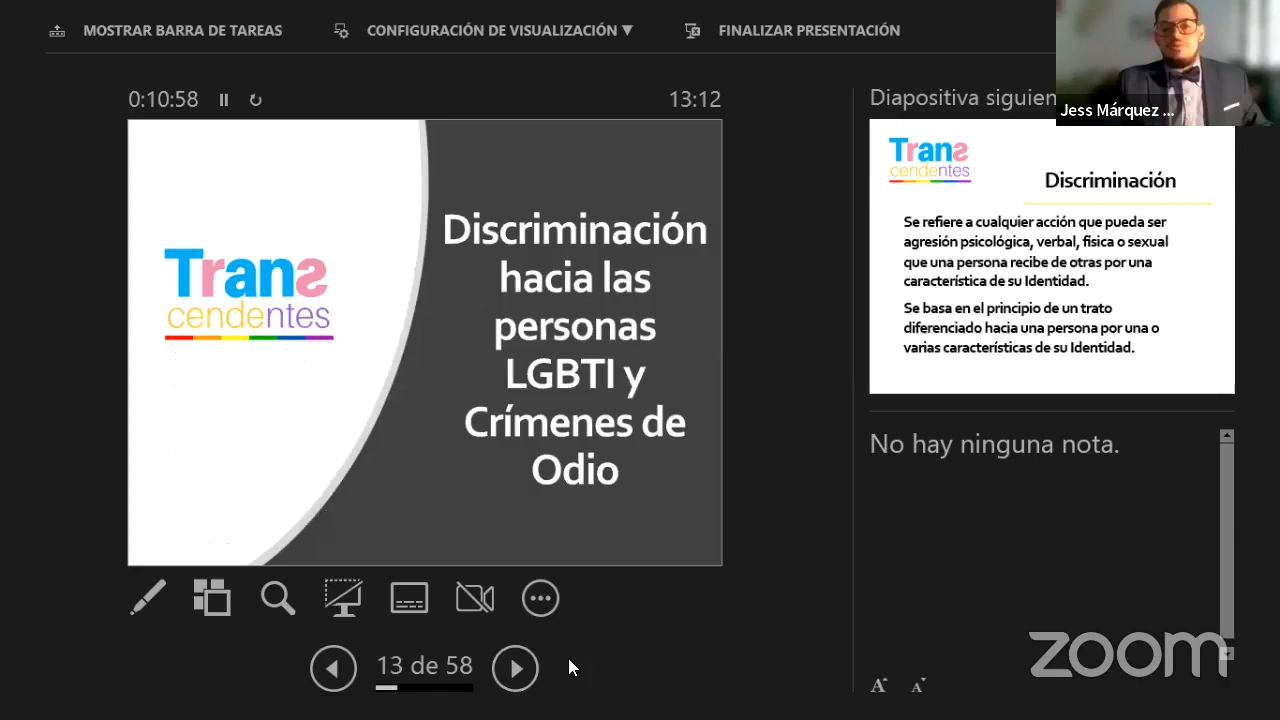 MOSTRAR BARRA DE TAREAS
CONFIGURACIÓN DE VISUALIZACIÓN ▼
FINALIZAR PRESENTACIÓN
0:10:58
13:12
Trans
cendentes
Discriminación
hacia las
personas
LGBTI y
Crímenes de
Odio
13 de 58
Diapositiva siguien
Jess Márquez ...
Trans
cendentes
Discriminación
Se refiere a cualquier acción que pueda ser
agresión psicológica, verbal, física o sexual
que una persona recibe de otras por una
característica de su Identidad.
Se basa en el principio de un trato
diferenciado hacia una persona por una o
varias características de su Identidad.
No hay ninguna nota.
A A
zoom